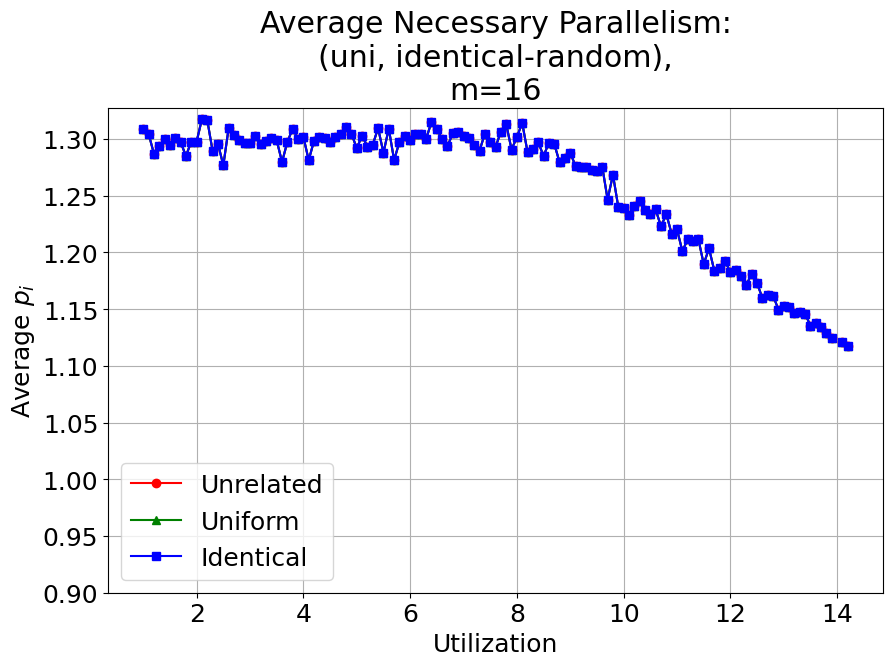 Average Necessary Parallelism:
(uni, identical-random),
m=16
Average pᵢ
1.30
1.25
1.20
1.15
1.10
1.05
1.00
0.95
0.90
Unrelated
Uniform
Identical
2 4 6 8 10 12 14
Utilization